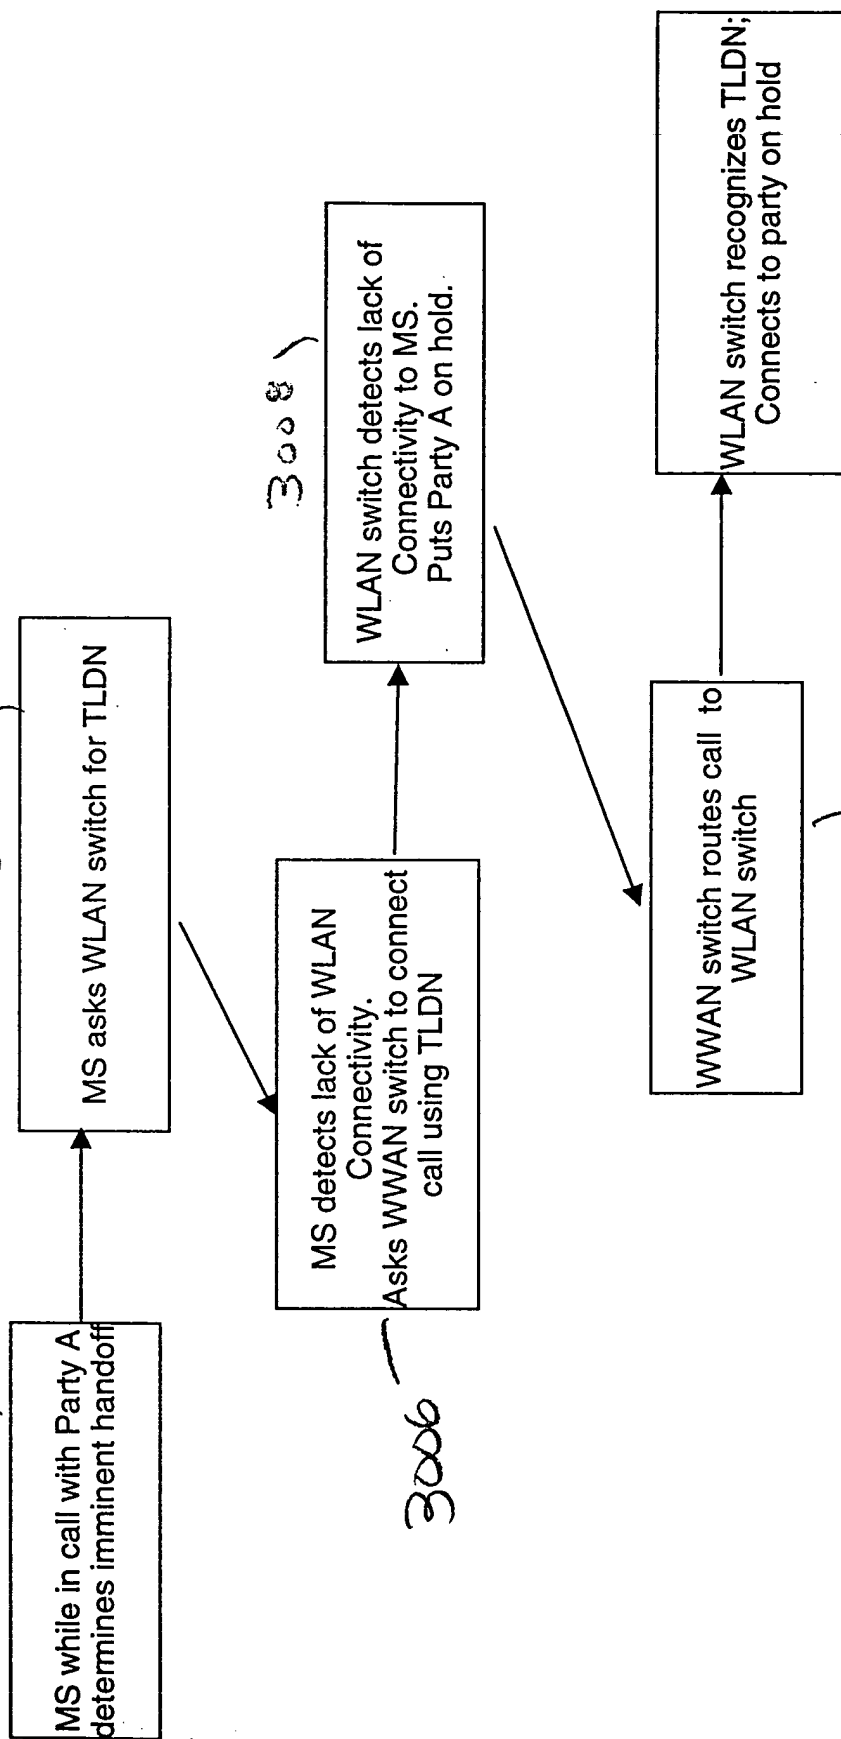 MS while in call with Party A
determines imminent handoff
MS asks WLAN switch for TLDN
MS detects lack of WLAN
Connectivity.
Asks WWAN switch to connect
call using TLDN
3006
WLAN switch detects lack of
Connectivity to MS.
Puts Party A on hold.
3008
WWAN switch routes call to
WLAN switch
WLAN switch recognizes TLDN;
Connects to party on hold